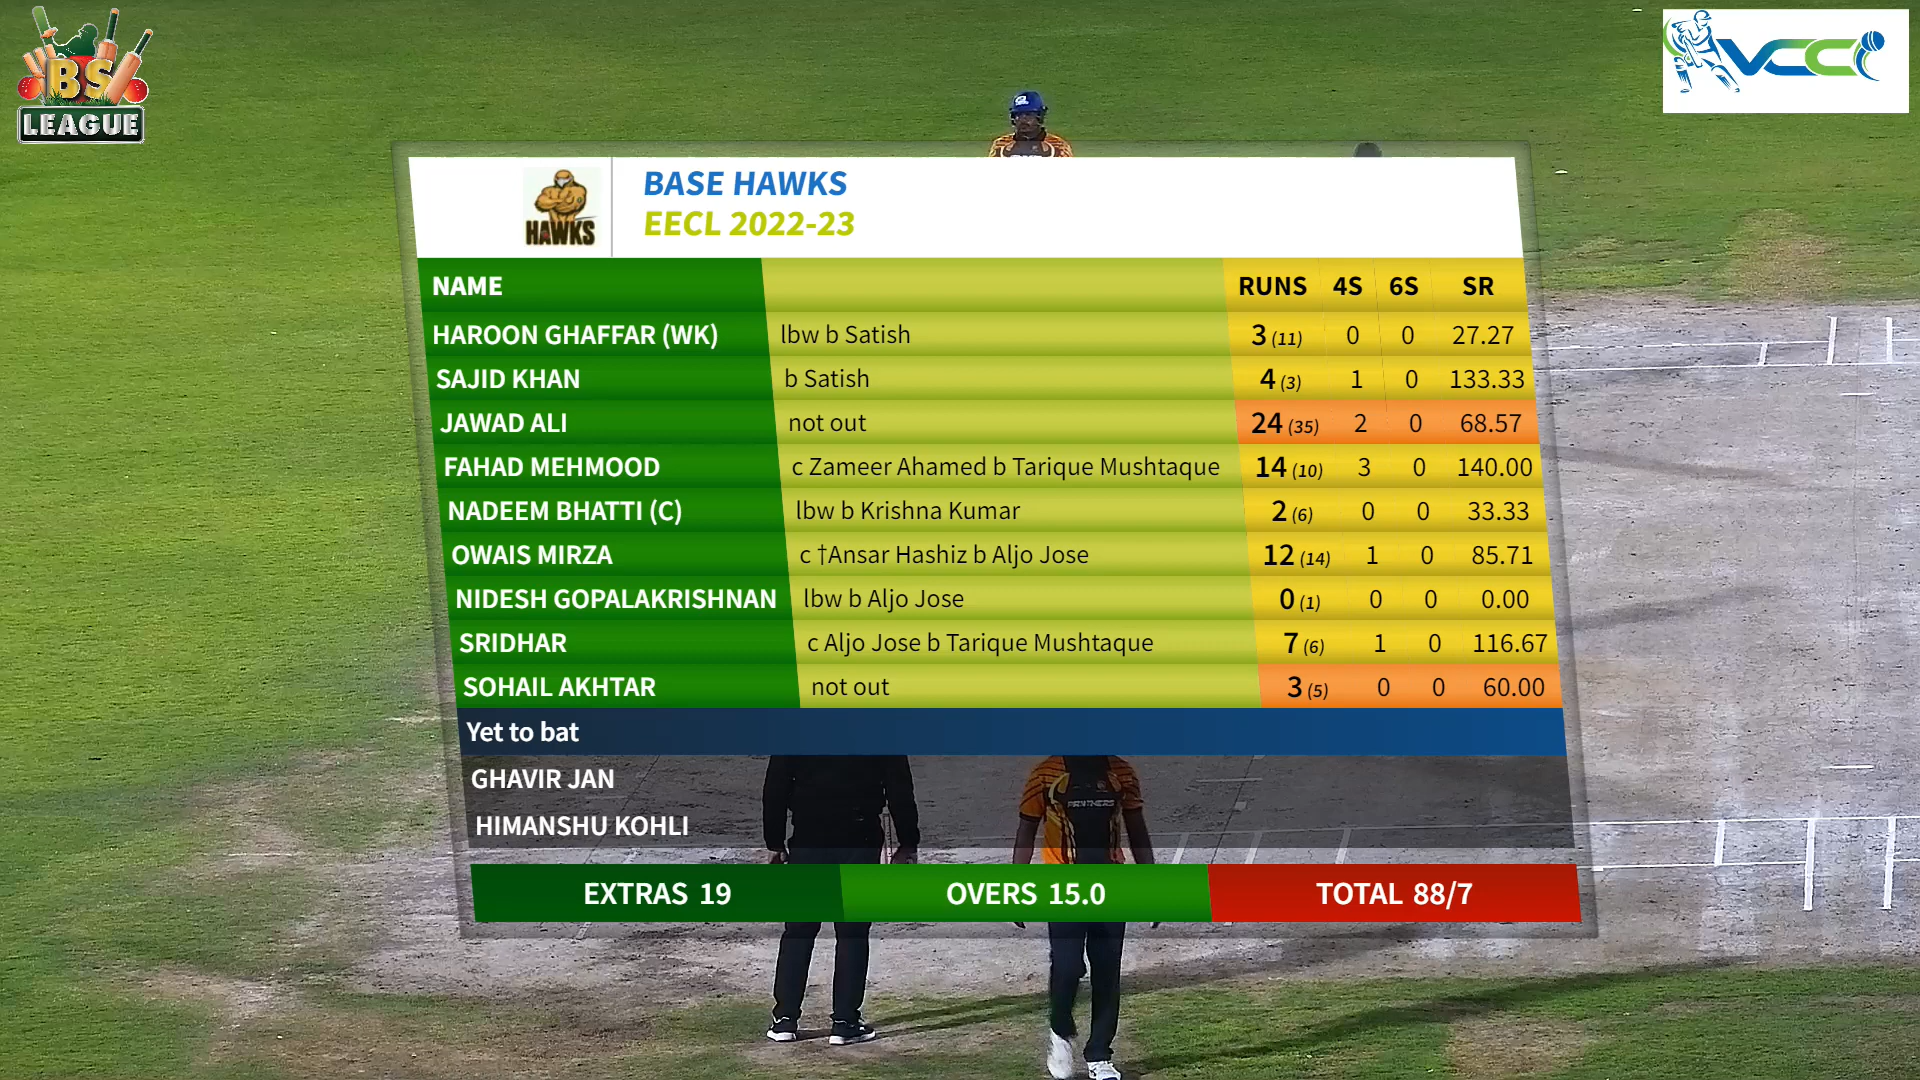 BS
LEAGUE
VCC
HAWKS
BASE HAWKS
EECL 2022-23
NAME RUNS 4S 6S SR
HAROON GHAFFAR (WK) lbw b Satish 3 (11) 0 0 27.27
SAJID KHAN b Satish 4 (3) 1 0 133.33
JAWAD ALI not out 24 (35) 2 0 68.57
FAHAD MEHMOOD c Zameer Ahamed b Tarique Mushtaque 14 (10) 3 0 140.00
NADEEM BHATTI (C) lbw b Krishna Kumar 2 (6) 0 0 33.33
OWAIS MIRZA c †Ansar Hashiz b Aljo Jose 12 (14) 1 0 85.71
NIDESH GOPALAKRISHNAN lbw b Aljo Jose 0 (1) 0 0 0.00
SRIDHAR c Aljo Jose b Tarique Mushtaque 7 (6) 1 0 116.67
SOHAIL AKHTAR not out 3 (5) 0 0 60.00
Yet to bat
GHAVIR JAN
PANTHERS
HIMANSHU KOHLI
EXTRAS 19 OVERS 15.0 TOTAL 88/7